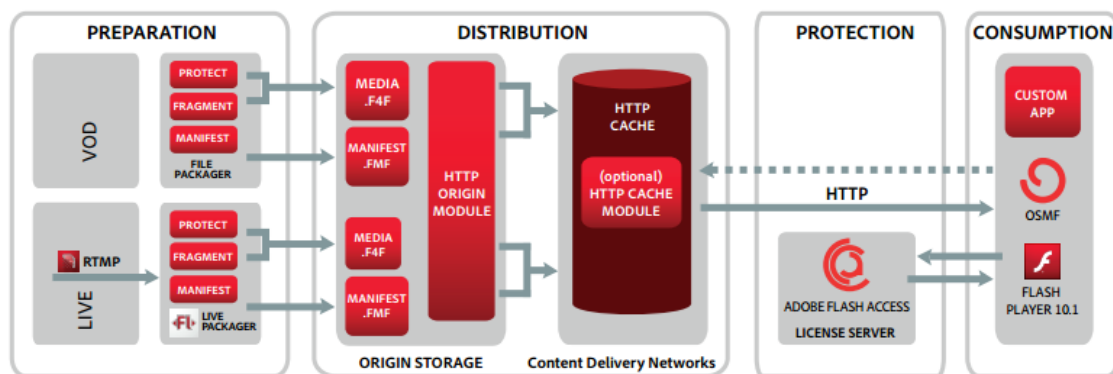 PREPARATION
VOD
PROTECT
FRAGMENT
MANIFEST
FILE
PACKAGER
LIVE
RTMP
PROTECT
FRAGMENT
MANIFEST
Fl
LIVE
PACKAGER
DISTRIBUTION
MEDIA
.F4F
MANIFEST
.FMF
MEDIA
.F4F
MANIFEST
.FMF
HTTP
ORIGIN
MODULE
ORIGIN STORAGE
HTTP
CACHE
(optional)
HTTP CACHE
MODULE
Content Delivery Networks
PROTECTION
HTTP
ADOBE FLASH ACCESS
LICENSE SERVER
CONSUMPTION
CUSTOM
APP
OSMF
FLASH
PLAYER 10.1